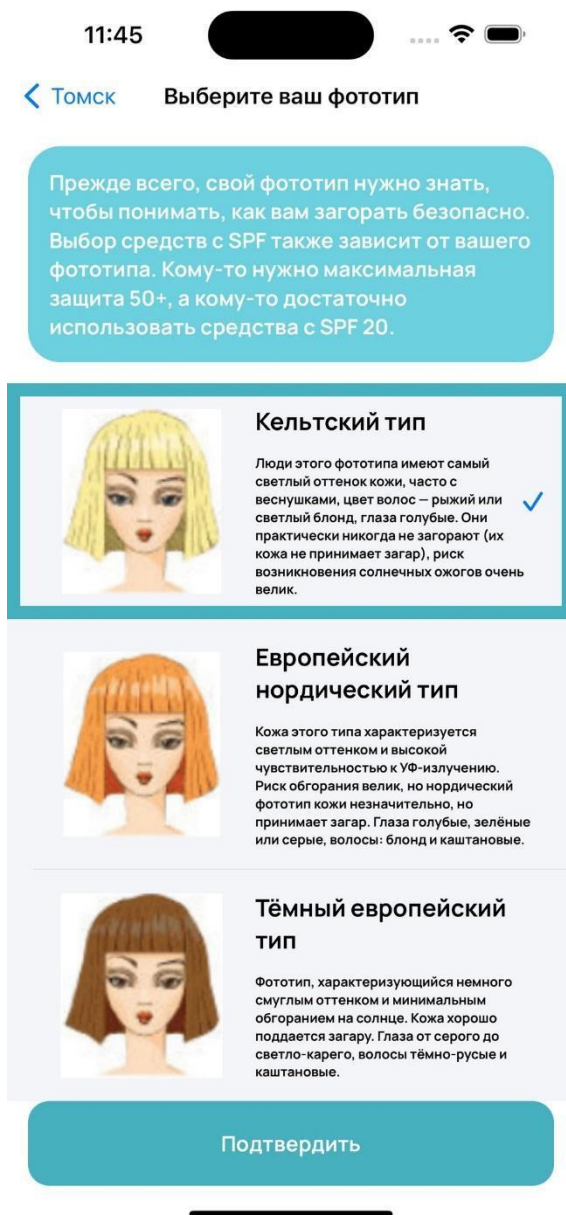 11:45
Томск
Выберите ваш фототип
Прежде всего, свой фототип нужно знать,
чтобы понимать, как вам загорать безопасно.
Выбор средств с SPF также зависит от вашего
фототипа. Кому-то нужно максимальная
защита 50+, а кому-то достаточно
использовать средства с SPF 20.
Кельтский тип
Люди этого фототипа имеют самый
светлый оттенок кожи, часто с
веснушками, цвет волос — рыжий или
светлый блонд, глаза голубые. Они
практически никогда не загорают (их
кожа не принимает загар), риск
возникновения солнечных ожогов очень
велик.
Европейский
нордический тип
Кожа этого типа характеризуется
светлым оттенком и высокой
чувствительностью к УФ-излучению.
Риск обгорания велик, но нордический
фототип кожи незначительно, но
принимает загар. Глаза голубые, зелёные
или серые, волосы: блонд и каштановые.
Тёмный европейский
тип
Фототип, характеризующийся немного
смуглым оттенком и минимальным
обгоранием на солнце. Кожа хорошо
поддается загару. Глаза от серого до
светло-карего, волосы тёмно-русые и
каштановые.
Подтвердить